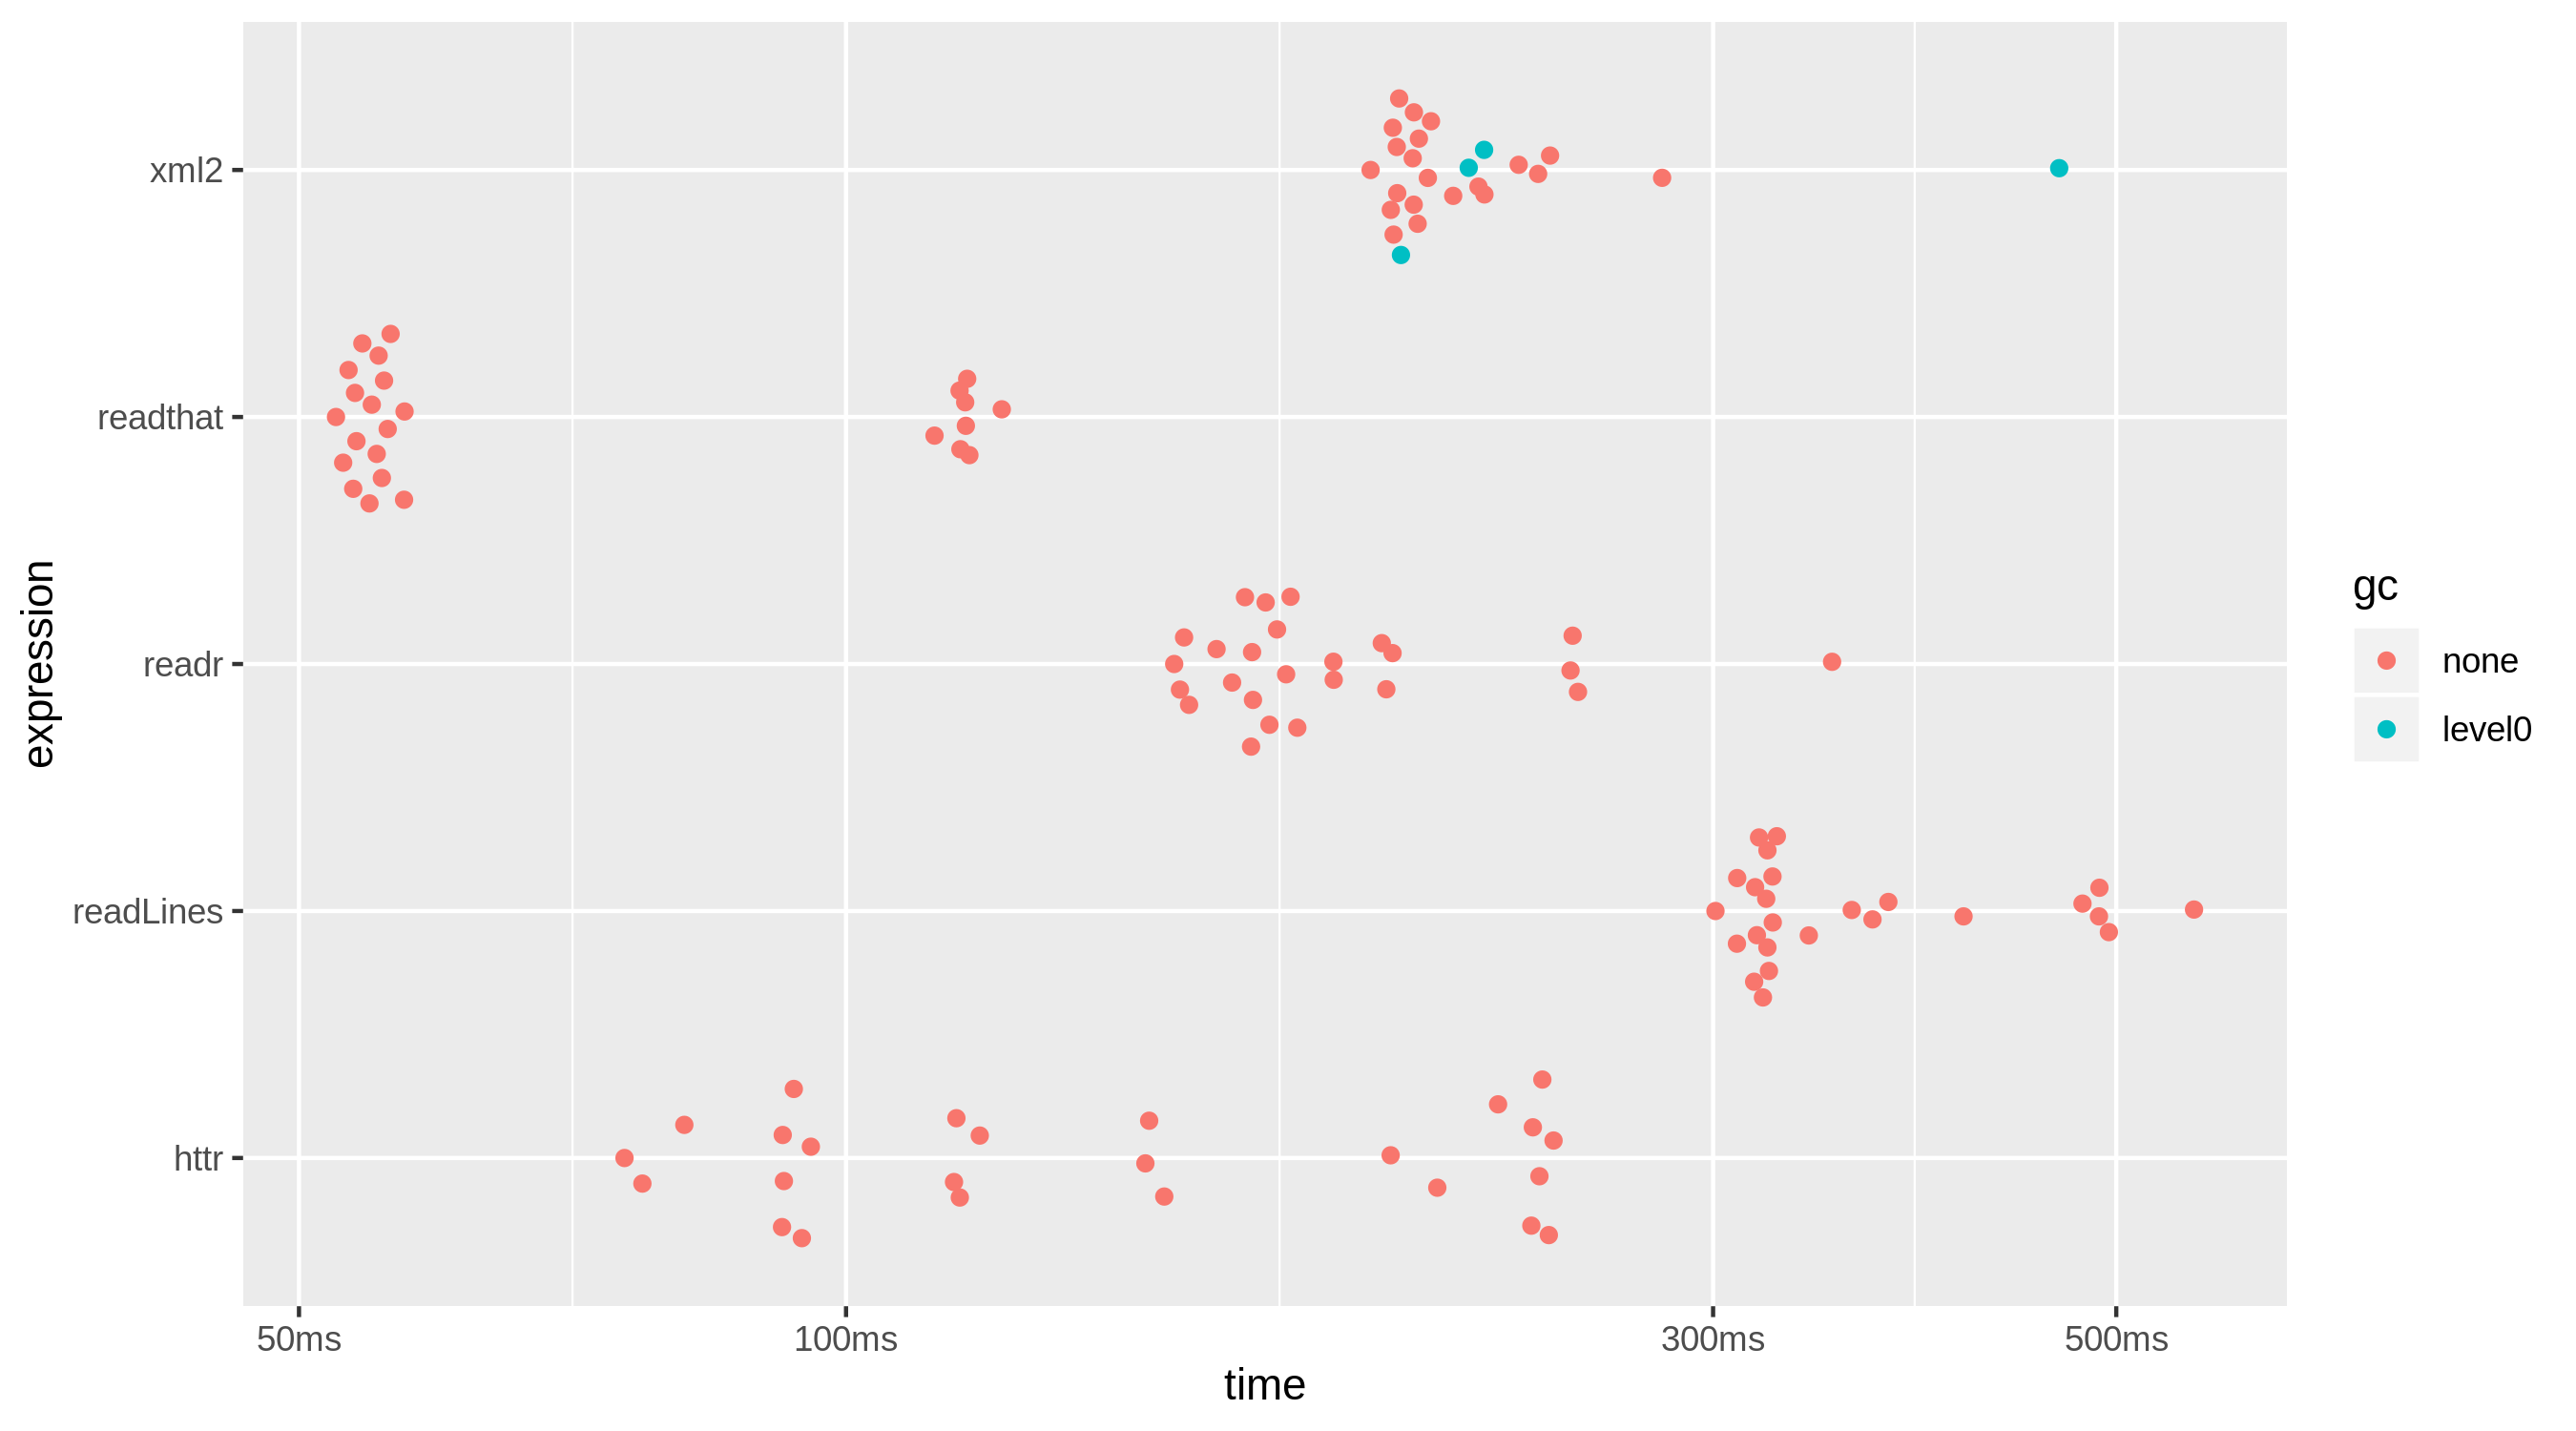 expression
xml2
readthat
readr
readLines
httr
50ms
100ms
300ms
500ms
time
gc
none
level0